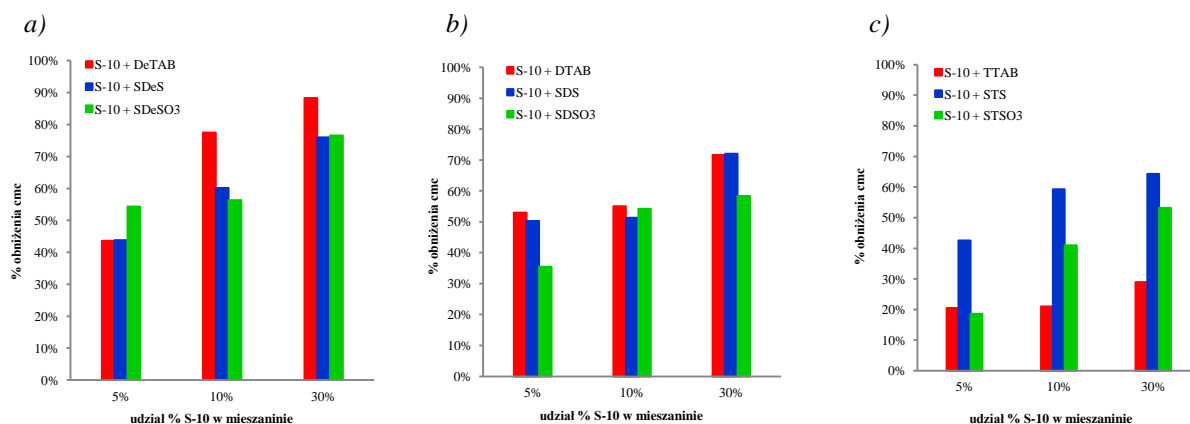 a)
100%
90%
80%
70%
60%
50%
40%
30%
20%
10%
0%
% obniżenia cmc
S-10 + DeTAB
S-10 + SDeS
S-10 + SDeSO3
5% 10% 30%
udział % S-10 w mieszaninie
b)
100%
90%
80%
70%
60%
50%
40%
30%
20%
10%
0%
% obniżenia cmc
S-10 + DTAB
S-10 + SDS
S-10 + SDSO3
5% 10% 30%
udział % S-10 w mieszaninie
c)
100%
90%
80%
70%
60%
50%
40%
30%
20%
10%
0%
% obniżenia cmc
S-10 + TTAB
S-10 + STS
S-10 + STSO3
5% 10% 30%
udział % S-10 w mieszaninie